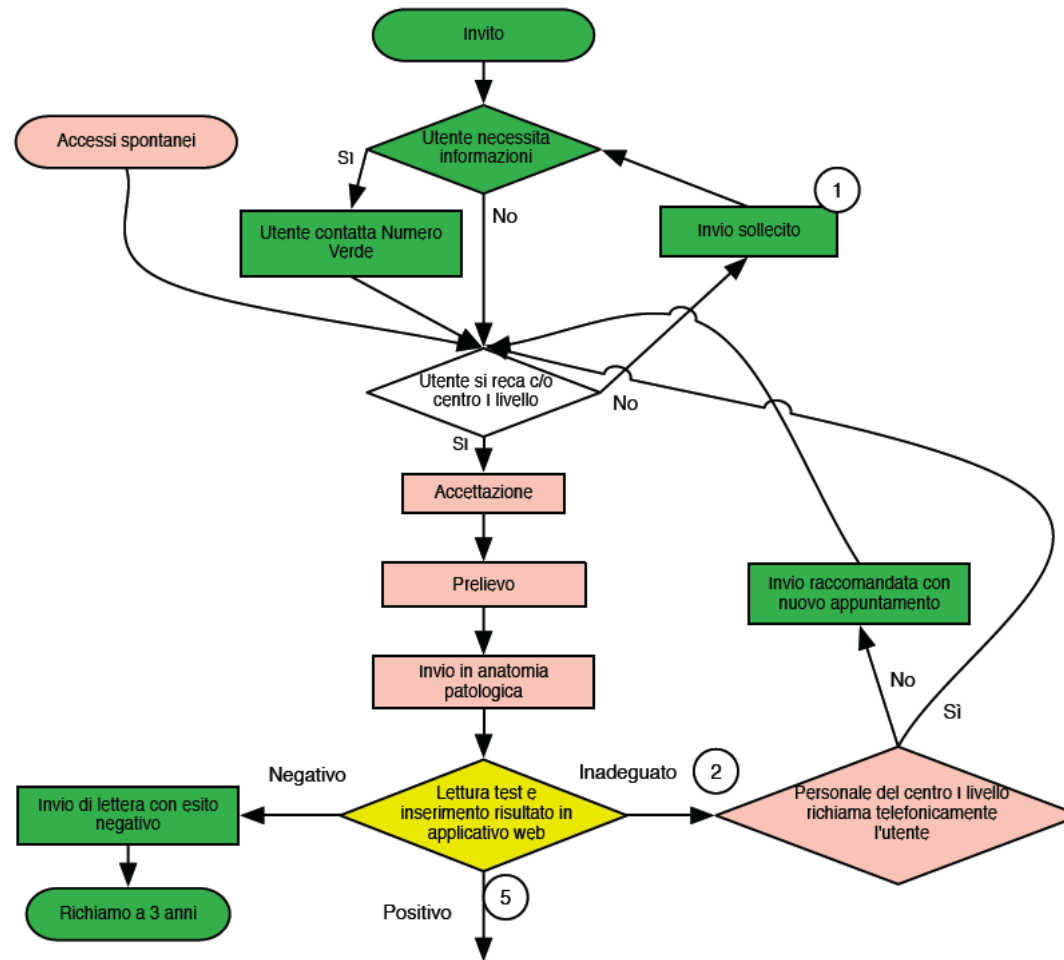 Invito
Accessi spontanei
Utente necessita
informazioni
Sì
No
1
Utente contatta Numero
Verde
Invio sollecito
Utente si reca c/o
centro I livello
No
Sì
Accettazione
Prelievo
Invio raccomandata con
nuovo appuntamento
Invio in anatomia
patologica
No
Sì
Negativo
Inadeguato
2
Invio di lettera con esito
negativo
Lettura test e
inserimento risultato in
applicativo web
Personale del centro I livello
richiama telefonicamente
l'utente
Richiamo a 3 anni
Positivo
5